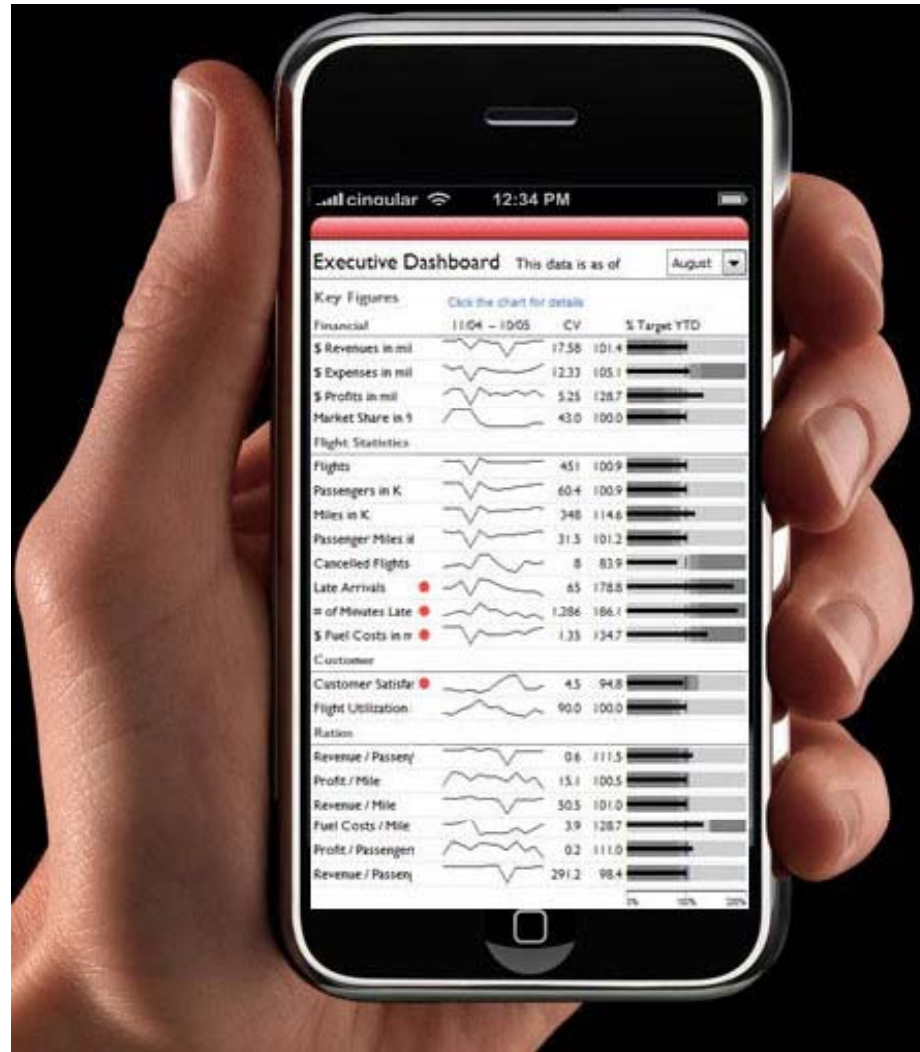 cingular 12:34 PM
Executive Dashboard This data is as of August
Key Figures Click the chart for details
Financial 11/04 - 10/05 CV % Target YTD
$ Revenues in mil 17.58 101.4
$ Expenses in mil 12.33 105.1
$ Profits in mil 5.25 128.7
Market Share in % 43.0 100.0
Flight Statistics
Flights 451 100.9
Passengers in K 60.4 100.9
Miles in K 348 114.6
Passenger Miles in 31.5 101.2
Cancelled Flights 8 83.9
Late Arrivals 65 178.8
# of Minutes Late 1,286 186.1
$ Fuel Costs in m 1.35 134.7
Customer
Customer Satisfac 4.5 94.8
Flight Utilization 90.0 100.0
Ratios
Revenue / Passeng 0.6 111.5
Profit / Mile 15.1 100.5
Revenue / Mile 50.5 101.0
Fuel Costs / Mile 3.9 128.7
Profit / Passengers 0.2 111.0
Revenue / Passeng 291.2 98.4
0% 100% 200%